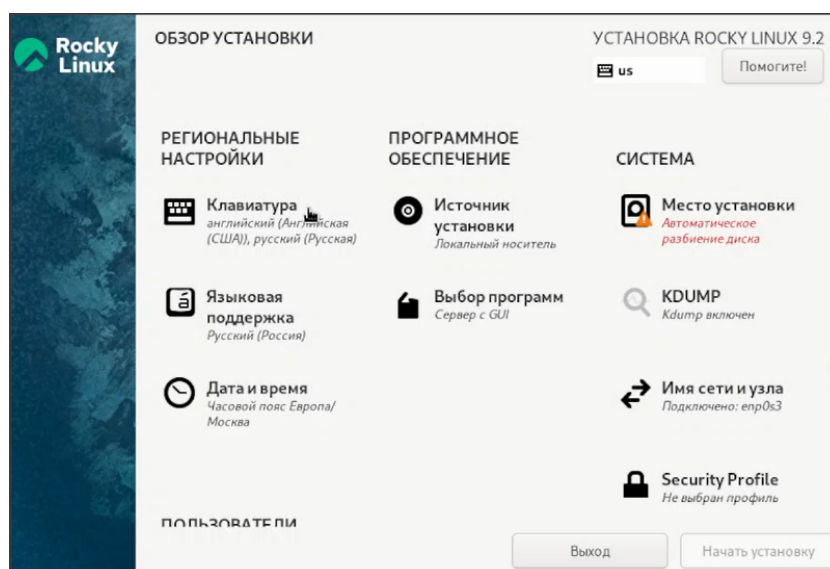 Rocky
Linux
ОБЗОР УСТАНОВКИ
УСТАНОВКА ROCKY LINUX 9.2
us
Помогите!
РЕГИОНАЛЬНЫЕ
НАСТРОЙКИ
Клавиатура
английский (Английская
(США)), русский (Русская)
Языковая
поддержка
Русский (Россия)
Дата и время
Часовой пояс Европа/
Москва
ПРОГРАММНОЕ
ОБЕСПЕЧЕНИЕ
Источник
установки
Локальный носитель
Выбор программ
Сервер с GUI
СИСТЕМА
Место установки
Автоматическое
разбиение диска
KDUMP
Kdump включен
Имя сети и узла
Подключено: enp0s3
Security Profile
Не выбран профиль
ПОЛЬЗОВАТЕЛИ
Выход
Начать установку